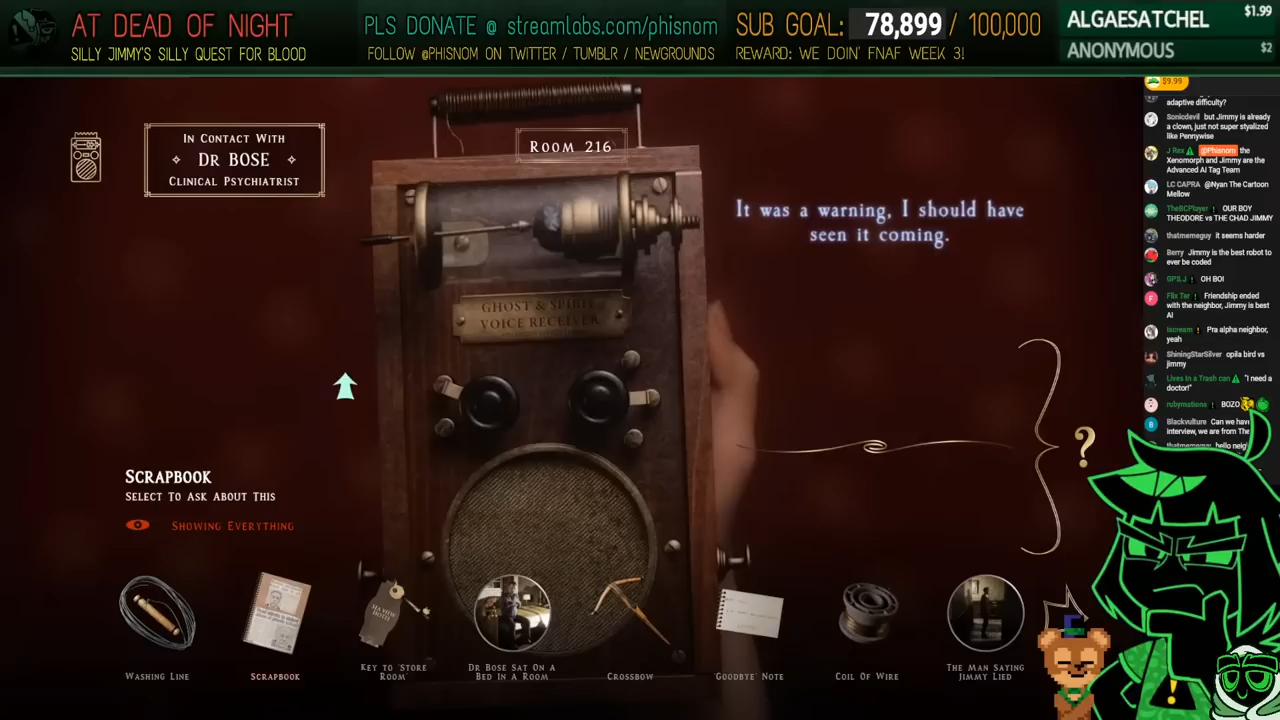 AT DEAD OF NIGHT
SILLY JIMMY'S SILLY QUEST FOR BLOOD
PLS DONATE @ streamlabs.com/phisnom
FOLLOW @PHISNOM ON TWITTER / TUMBLR / NEWGROUNDS
SUB GOAL: 78,899 / 100,000
REWARD: WE DOIN' FNAF WEEK 3!
ALGAESATCHEL $1.99
ANONYMOUS $2
IN CONTACT WITH
DR BOSE
CLINICAL PSYCHIATRIST
ROOM 216
It was a warning, I should have
seen it coming.
GHOST & SPIRIT
VOICE RECEIVER
SCRAPBOOK
SELECT TO ASK ABOUT THIS
SHOWING EVERYTHING
WASHING LINE
SCRAPBOOK
KEY TO 'STORE
ROOM'
DR BOSE SAT ON A
BED IN A ROOM
CROSSBOW
'GOODBYE' NOTE
COIL OF WIRE
THE MAN SAYING
JIMMY LIED
$9.99
adaptive difficulty?
Sonicdevil but Jimmy is already
a clown, just not super styalized
like Pennywise
J Rex @Phisnom the
Xenomorph and Jimmy are the
Advanced AI Tag Team
LC CAPRA @Nyan The Cartoon
Mellow
TheBCPlayer OUR BOY
THEODORE vs THE CHAD JIMMY
thatmemeguy it seems harder
Berry Jimmy is the best robot to
ever be coded
OH BOI
Flix Ter Friendship ended
with the neighbor, Jimmy is best
AI
Iscream Pra alpha neighbor,
yeah
ShiningStarSilver opila bird vs
jimmy
Lives In a Trash can "I need a
doctor!"
rubymations BOZO
Blackvulture Can we have
interview, we are from The